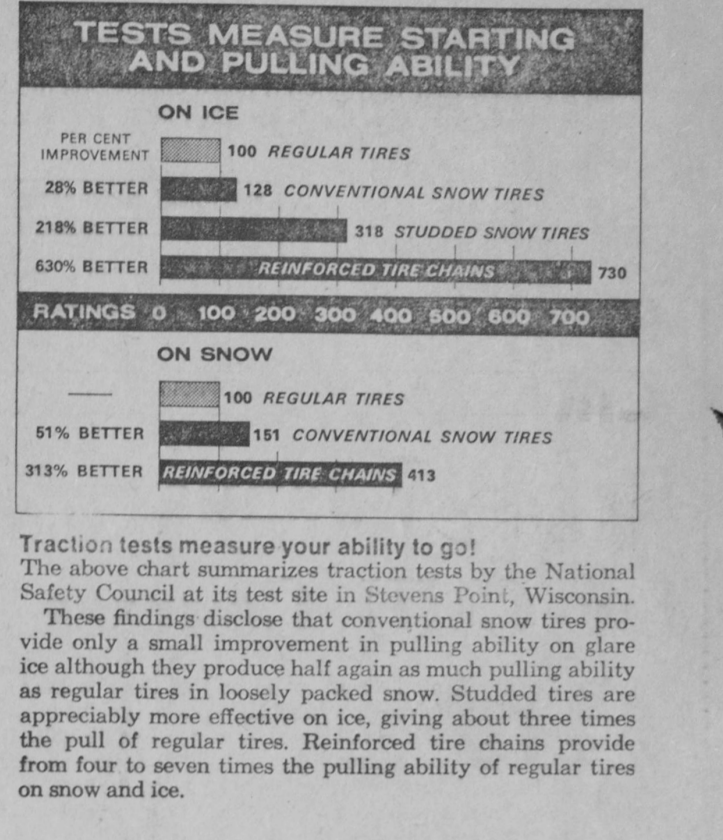 TESTS MEASURE STARTING
AND PULLING ABILITY
ON ICE
PER CENT
IMPROVEMENT
100 REGULAR TIRES
28% BETTER 128 CONVENTIONAL SNOW TIRES
218% BETTER 318 STUDDED SNOW TIRES
630% BETTER REINFORCED TIRE CHAINS 730
RATINGS 0 100 200 300 400 500 600 700
ON SNOW
100 REGULAR TIRES
51% BETTER 151 CONVENTIONAL SNOW TIRES
313% BETTER REINFORCED TIRE CHAINS 413
Traction tests measure your ability to go!
The above chart summarizes traction tests by the National
Safety Council at its test site in Stevens Point, Wisconsin.
These findings disclose that conventional snow tires pro-
vide only a small improvement in pulling ability on glare
ice although they produce half again as much pulling ability
as regular tires in loosely packed snow. Studded tires are
appreciably more effective on ice, giving about three times
the pull of regular tires. Reinforced tire chains provide
from four to seven times the pulling ability of regular tires
on snow and ice.